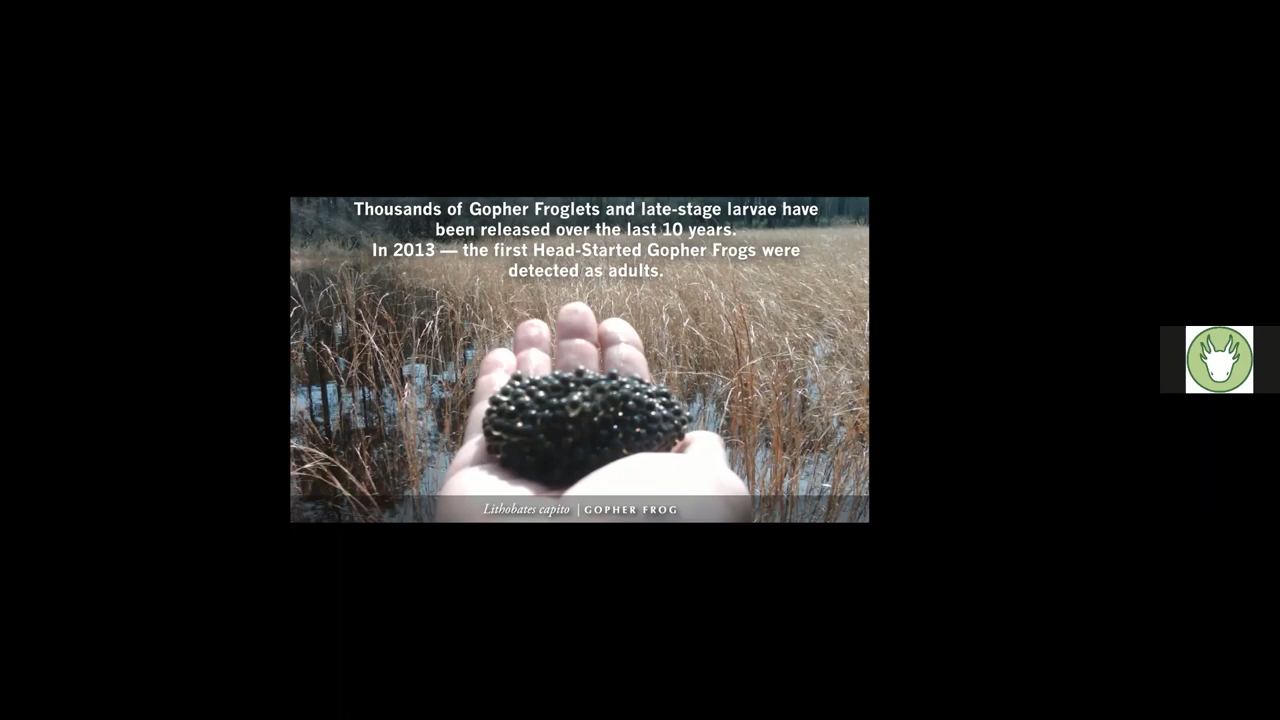 Thousands of Gopher Froglets and late-stage larvae have
been released over the last 10 years.
In 2013 — the first Head-Started Gopher Frogs were
detected as adults.
Lithobates capito | GOPHER FROG